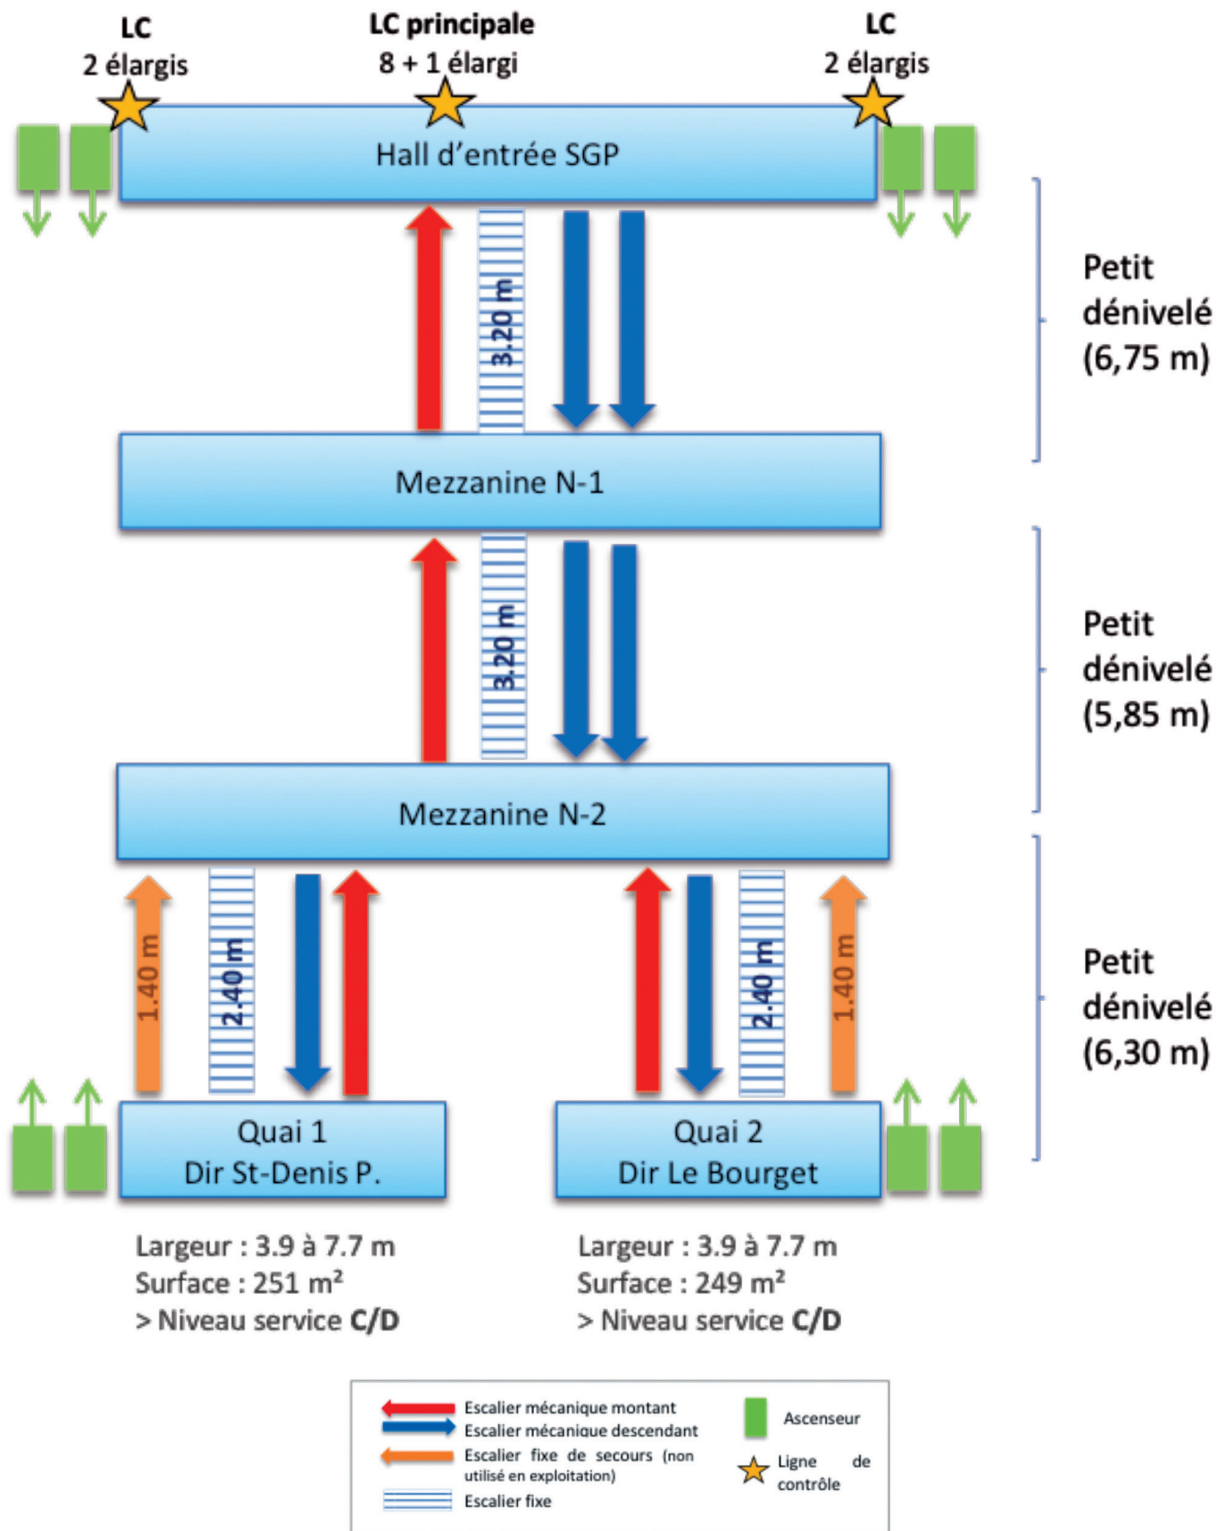 LC
2 élargis
LC principale
8 + 1 élargi
LC
2 élargis
Hall d'entrée SGP
3.20 m
Petit
dénivelé
(6,75 m)
Mezzanine N-1
3.20 m
Petit
dénivelé
(5,85 m)
Mezzanine N-2
1.40 m
2.40 m
2.40 m
1.40 m
Petit
dénivelé
(6,30 m)
Quai 1
Dir St-Denis P.
Quai 2
Dir Le Bourget
Largeur : 3.9 à 7.7 m
Surface : 251 m²
> Niveau service C/D
Largeur : 3.9 à 7.7 m
Surface : 249 m²
> Niveau service C/D
Escalier mécanique montant
Escalier mécanique descendant
Escalier fixe de secours (non
utilisé en exploitation)
Escalier fixe
Ascenseur
Ligne de
contrôle